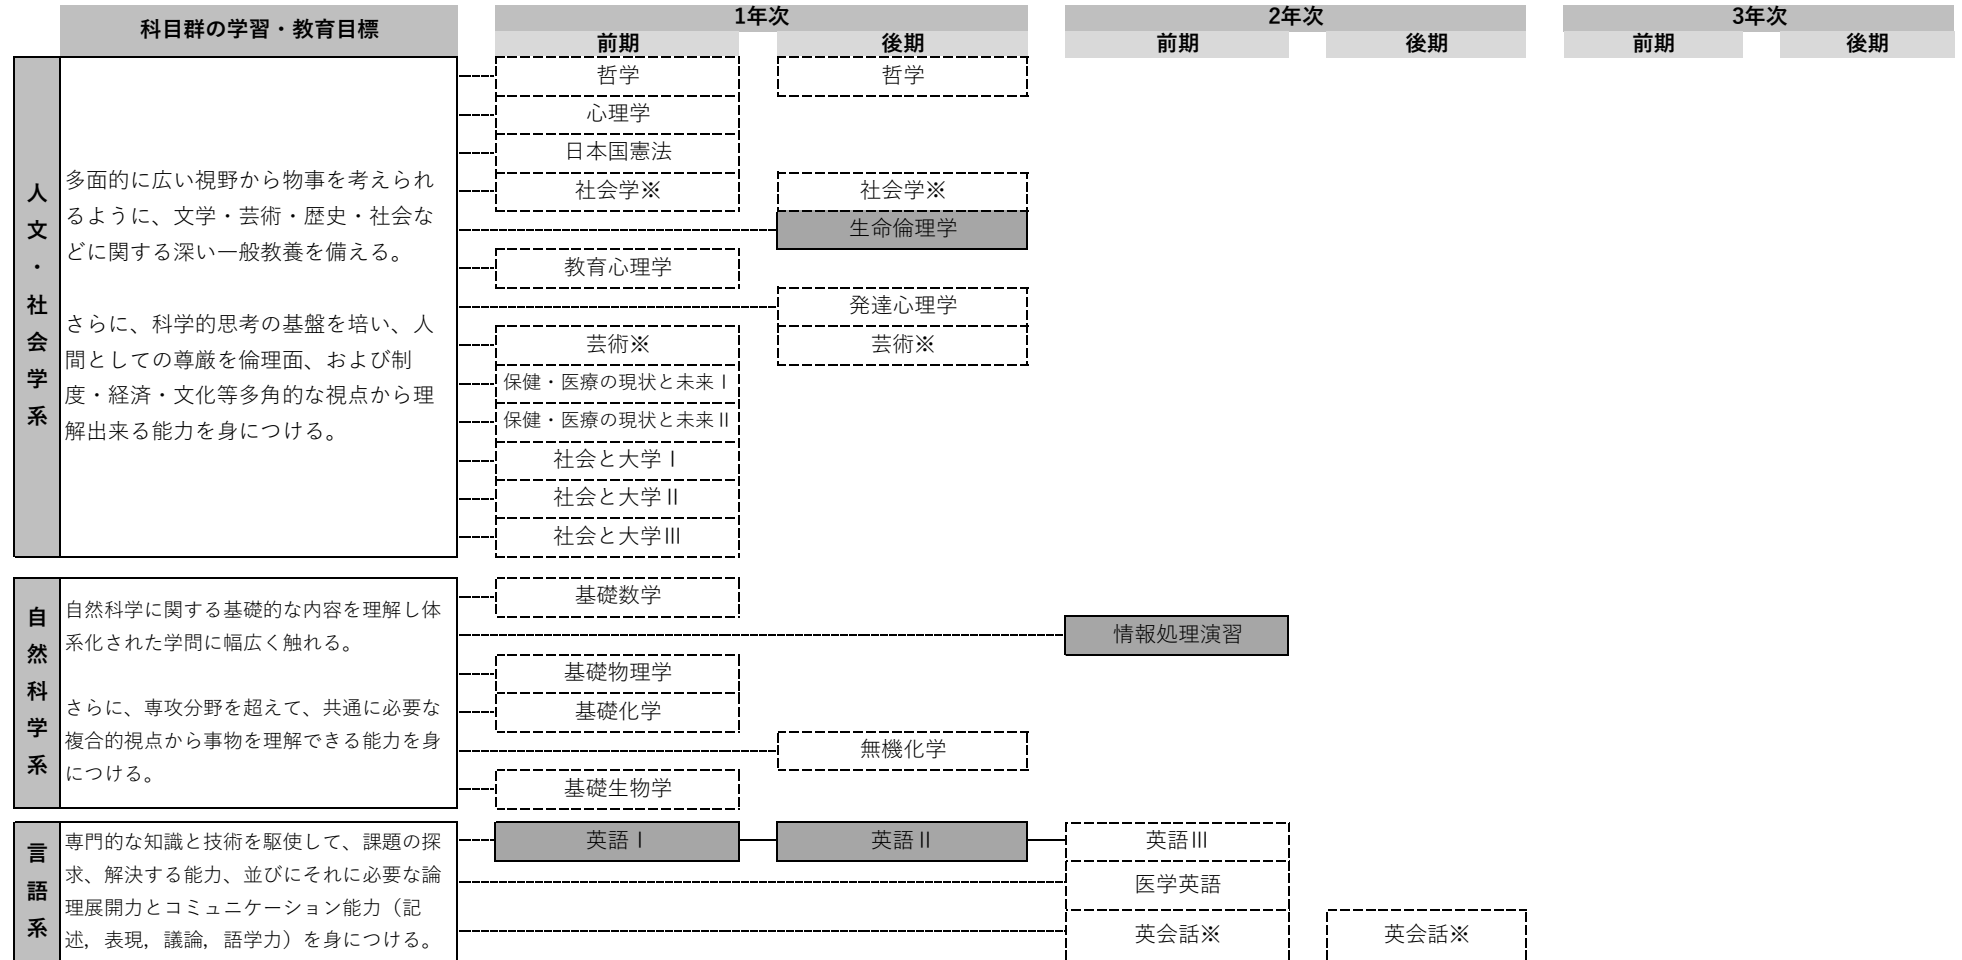 科目群の学習・教育目標
1年次
2年次
3年次
前期
後期
前期
後期
前期
後期
人文・社会学系
多面的に広い視野から物事を考えられ
るように、文学・芸術・歴史・社会な
どに関する深い一般教養を備える。
さらに、科学的思考の基盤を培い、人
間としての尊厳を倫理面、および制
度・経済・文化等多角的な視点から理
解出来る能力を身につける。
哲学
哲学
心理学
日本国憲法
社会学※
社会学※
生命倫理学
教育心理学
発達心理学
芸術※
芸術※
保健・医療の現状と未来Ⅰ
保健・医療の現状と未来Ⅱ
社会と大学Ⅰ
社会と大学Ⅱ
社会と大学Ⅲ
自然科学系
自然科学に関する基礎的な内容を理解し体
系化された学問に幅広く触れる。
さらに、専攻分野を超えて、共通に必要な
複合的視点から事物を理解できる能力を身
につける。
基礎数学
情報処理演習
基礎物理学
基礎化学
無機化学
基礎生物学
言語系
専門的な知識と技術を駆使して、課題の探
求、解決する能力、並びにそれに必要な論
理展開力とコミュニケーション能力（記
述，表現，議論，語学力）を身につける。
英語Ⅰ
英語Ⅱ
英語Ⅲ
医学英語
英会話※
英会話※